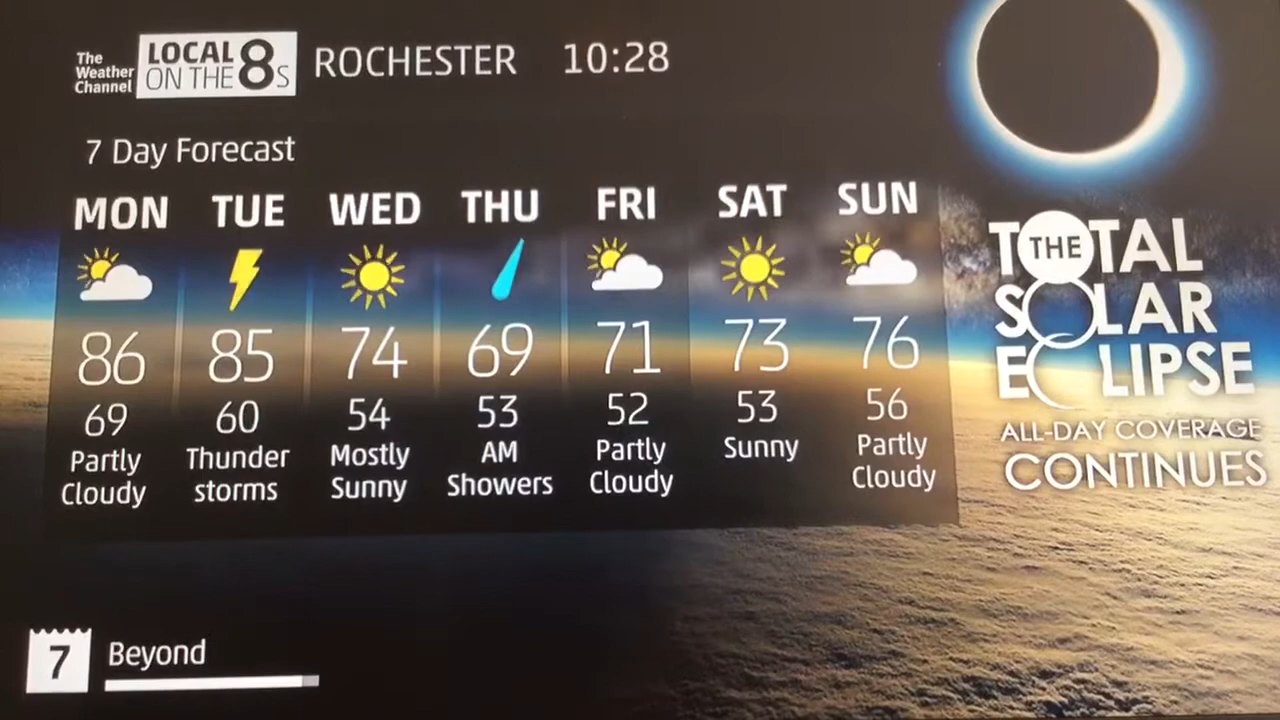 The Weather Channel
LOCAL ON THE 8s
ROCHESTER 10:28
7 Day Forecast
MON TUE WED THU FRI SAT SUN
86 85 74 69 71 73 76
69 60 54 53 52 53 56
Partly Thunder Mostly AM Partly Sunny Partly
Cloudy storms Sunny Showers Cloudy Cloudy
THE
TOTAL
SOLAR
ECLIPSE
ALL-DAY COVERAGE
CONTINUES
7 Beyond